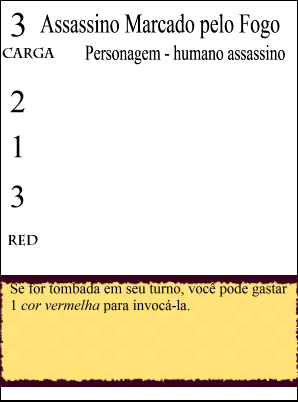 3 Assassino Marcado pelo Fogo
CARGA Personagem - humano assassino
2
1
3
RED
Se for tombada em seu turno, você pode gastar
1 cor vermelha para invocá-la.